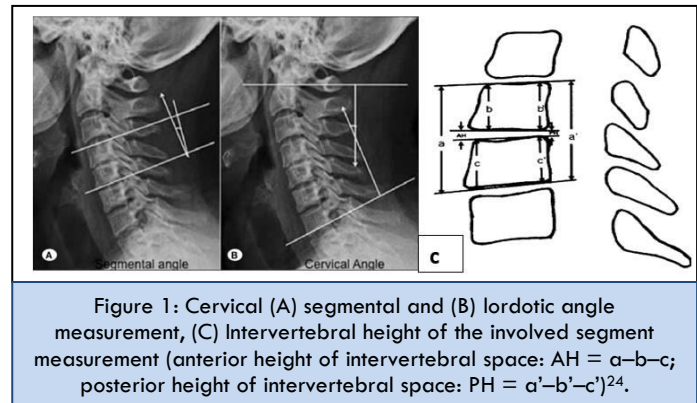 A
Segmental angle
B
Cervical Angle
a
b
c
AH
b'
c'
a'
c
Figure 1: Cervical (A) segmental and (B) lordotic angle
measurement, (C) Intervertebral height of the involved segment
measurement (anterior height of intervertebral space: AH = a–b–c;
posterior height of intervertebral space: PH = a’–b’–c’)24.